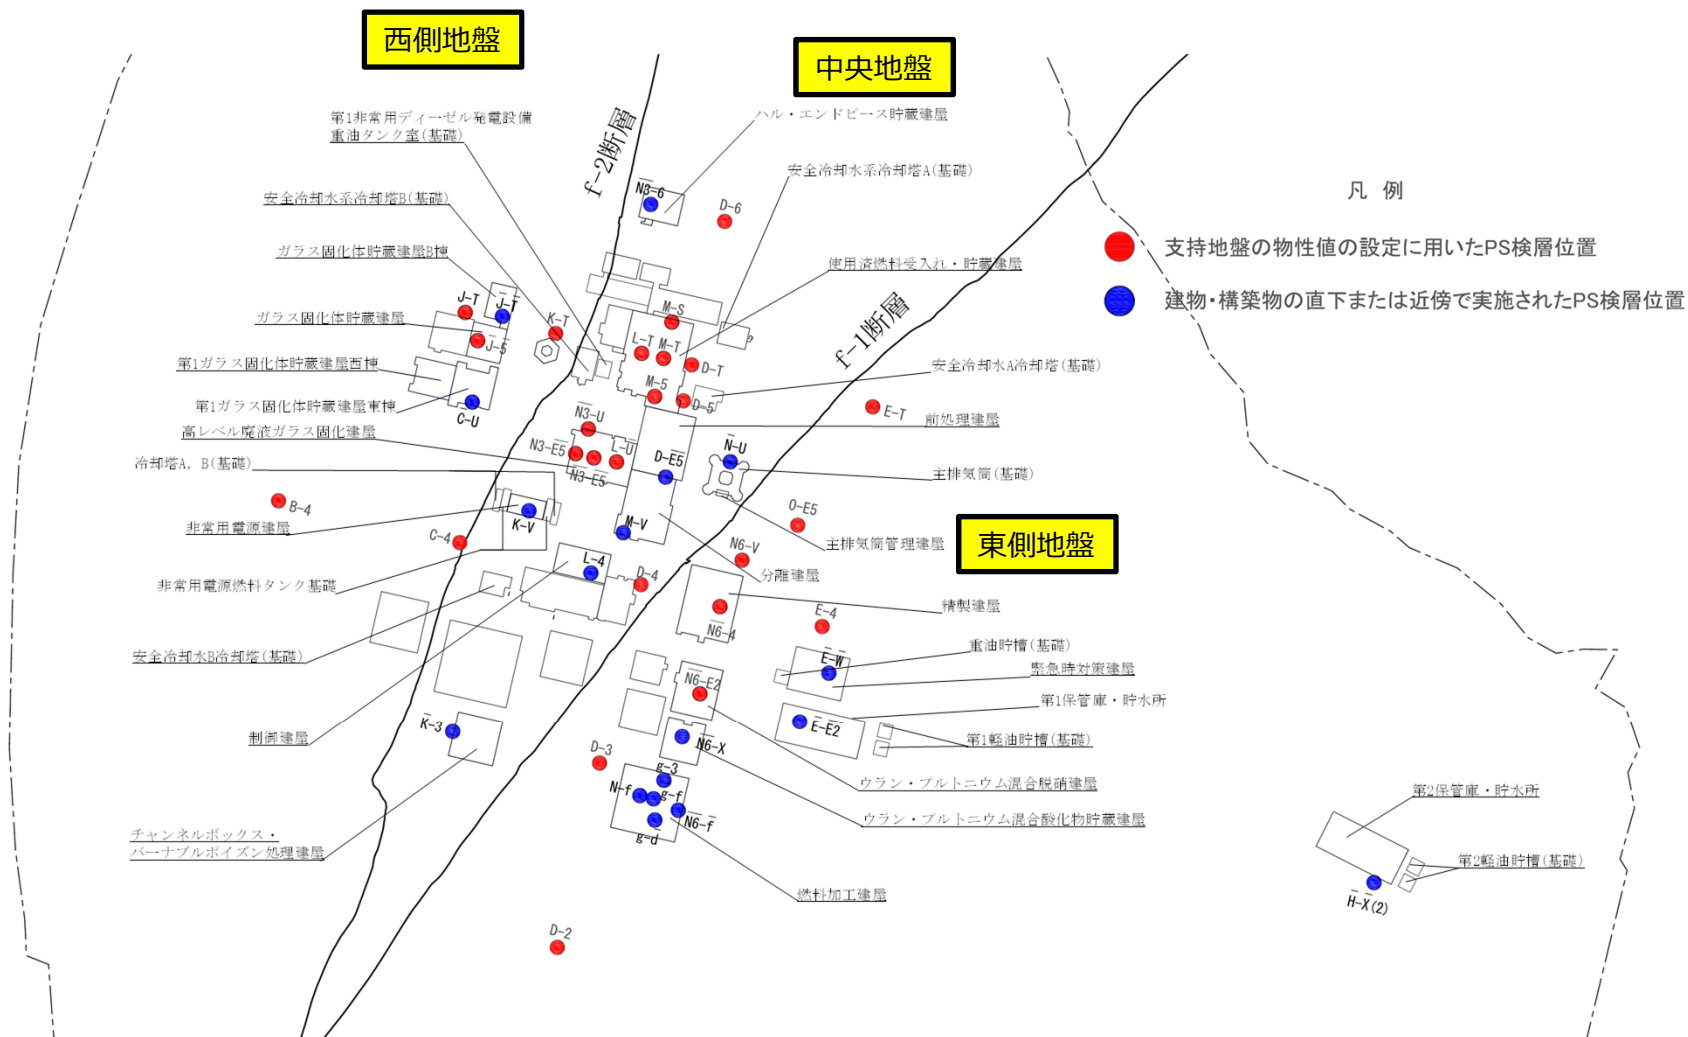 西側地盤
中央地盤
東側地盤
f-2断層
f-1断層
凡 例
支持地盤の物性値の設定に用いたPS検層位置
建物・構築物の直下または近傍で実施されたPS検層位置
第1非常用ディーゼル発電設備
重油タンク室(基礎)
安全冷却水系冷却塔B(基礎)
ガラス固化体貯蔵建屋B棟
ガラス固化体貯蔵建屋
第1ガラス固化体貯蔵建屋西棟
第1ガラス固化体貯蔵建屋東棟
高レベル廃液ガラス固化建屋
冷却塔A, B(基礎)
非常用電源建屋
非常用電源燃料タンク基礎
安全冷却水B冷却塔(基礎)
制御建屋
チャンネルボックス・
バーナブルポイズン処理建屋
ハル・エンドピース貯蔵建屋
安全冷却水系冷却塔A(基礎)
使用済燃料受入れ・貯蔵建屋
安全冷却水A冷却塔(基礎)
前処理建屋
主排気筒(基礎)
主排気筒管理建屋
分離建屋
精製建屋
重油貯槽(基礎)
緊急時対策建屋
第1保管庫・貯水所
第1軽油貯槽(基礎)
ウラン・プルトニウム混合脱硝建屋
ウラン・プルトニウム混合酸化物貯蔵建屋
燃料加工建屋
第2保管庫・貯水所
第2軽油貯槽(基礎)
N3-6
D-6
J-T
J-T
J-5
K-T
M-S
L-T
M-T
D-T
M-5
D-5
E-T
C-U
N3-U
N3-E5
L-U
N3-E5
D-E5
N-U
B-4
K-V
M-V
O-E5
C-4
L-4
D-4
N6-V
N6-4
E-4
E-W
N6-E2
E-E2
K-3
N6-X
D-3
g-3
N-f
g-f
N6-f
g-d
D-2
H-X(2)